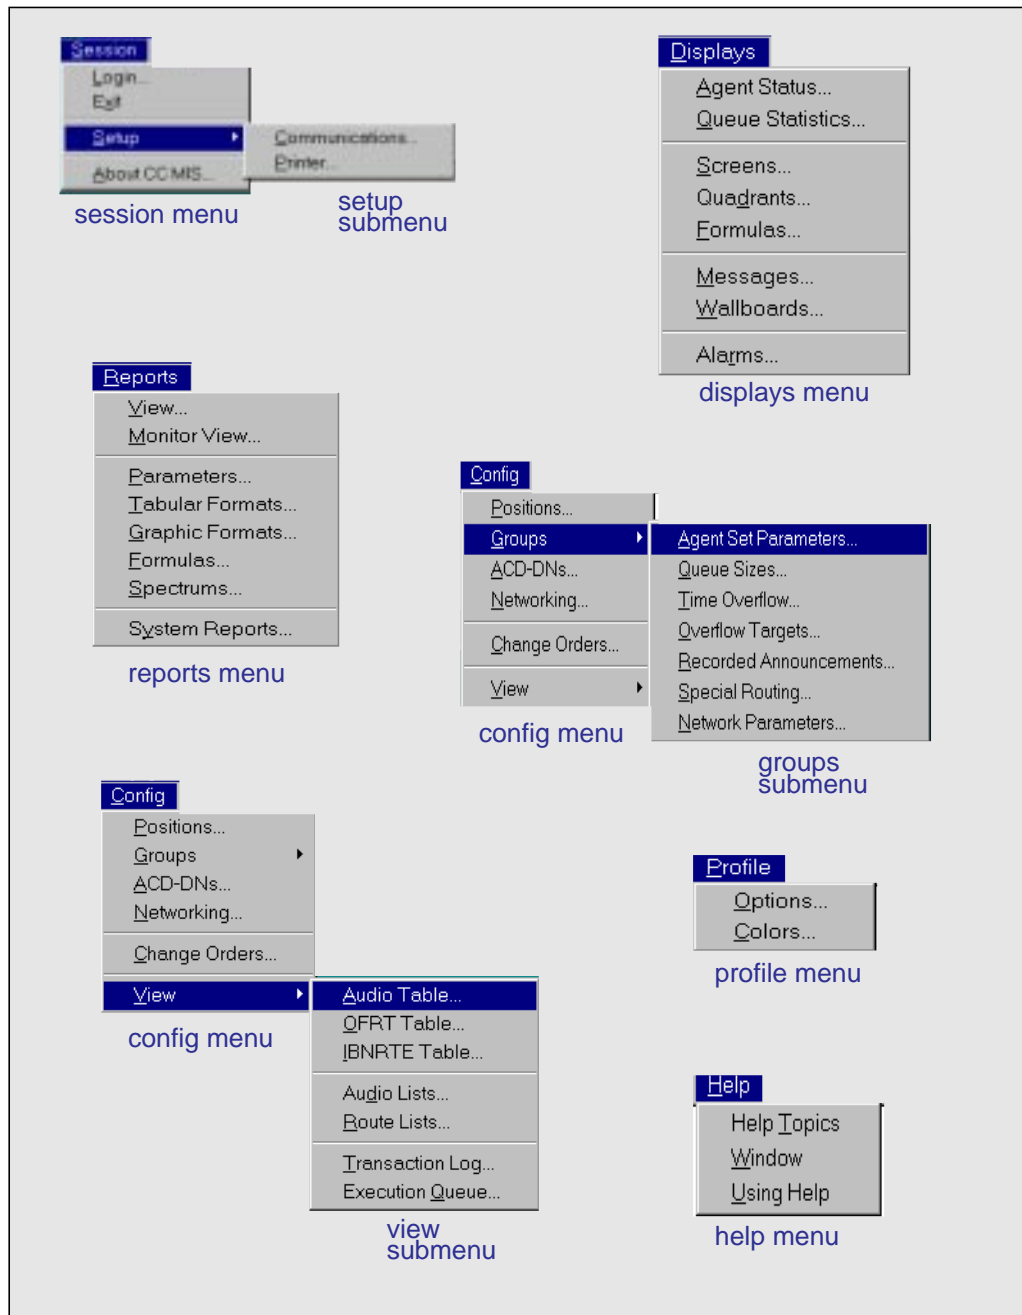 Session
Login...
Exit
Setup
About CC MIS...
Communications...
Printer...
session menu
setup
submenu
Displays
Agent Status...
Queue Statistics...
Screens...
Quadrants...
Formulas...
Messages...
Wallboards...
Alarms...
displays menu
Reports
View...
Monitor View...
Parameters...
Tabular Formats...
Graphic Formats...
Formulas...
Spectrums...
System Reports...
reports menu
Config
Positions...
Groups
ACD-DNs...
Networking...
Change Orders...
View
config menu
Agent Set Parameters...
Queue Sizes...
Time Overflow...
Overflow Targets...
Recorded Announcements...
Special Routing...
Network Parameters...
groups
submenu
Config
Positions...
Groups
ACD-DNs...
Networking...
Change Orders...
View
config menu
Audio Table...
OFRT Table...
IBNRTE Table...
Audio Lists...
Route Lists...
Transaction Log...
Execution Queue...
view
submenu
Profile
Options...
Colors...
profile menu
Help
Help Topics
Window
Using Help
help menu